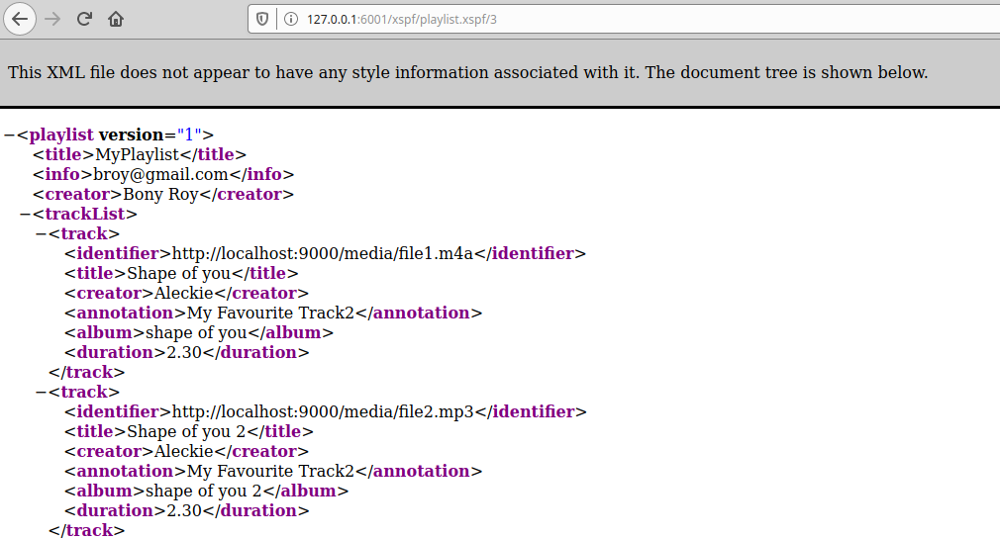 127.0.0.1:6001/xspf/playlist.xspf/3
This XML file does not appear to have any style information associated with it. The document tree is shown below.
−<playlist version="1">
<title>MyPlaylist</title>
<info>broy@gmail.com</info>
<creator>Bony Roy</creator>
−<trackList>
−<track>
<identifier>http://localhost:9000/media/file1.m4a</identifier>
<title>Shape of you</title>
<creator>Aleckie</creator>
<annotation>My Favourite Track2</annotation>
<album>shape of you</album>
<duration>2.30</duration>
</track>
−<track>
<identifier>http://localhost:9000/media/file2.mp3</identifier>
<title>Shape of you 2</title>
<creator>Aleckie</creator>
<annotation>My Favourite Track2</annotation>
<album>shape of you 2</album>
<duration>2.30</duration>
</track>